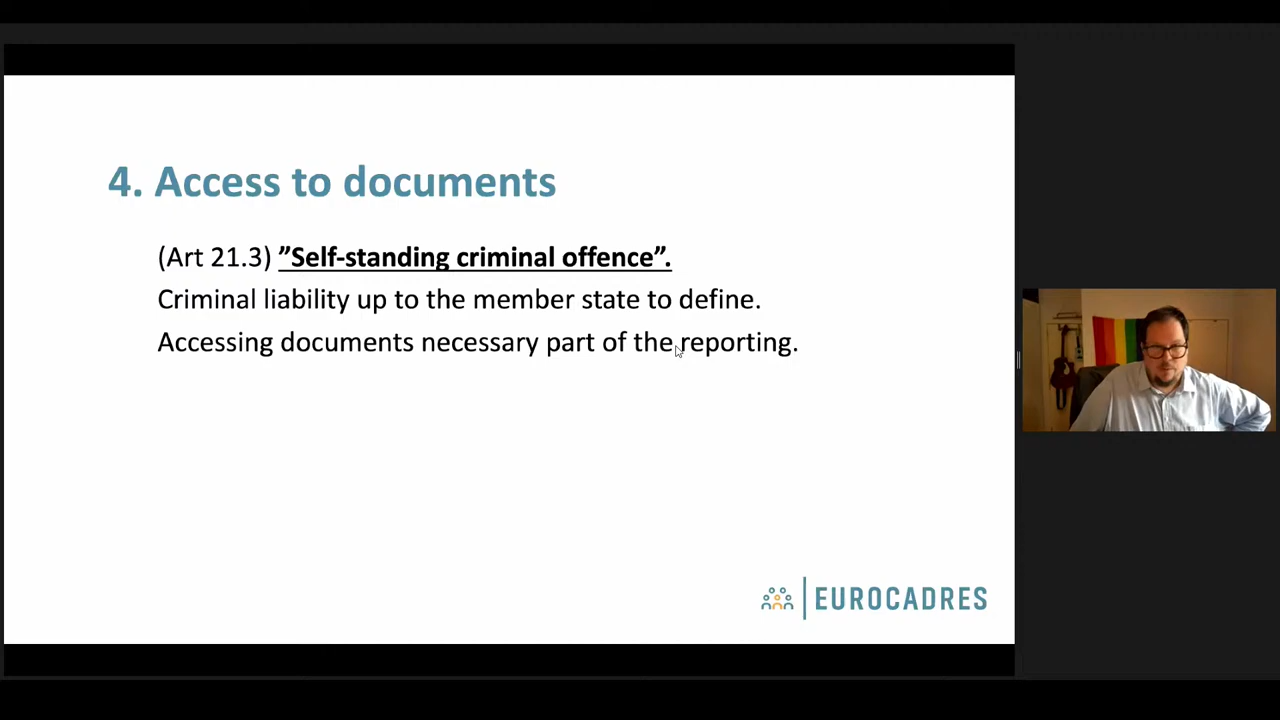 4. Access to documents
(Art 21.3) ”Self-standing criminal offence”.
Criminal liability up to the member state to define.
Accessing documents necessary part of the reporting.
EUROCADRES